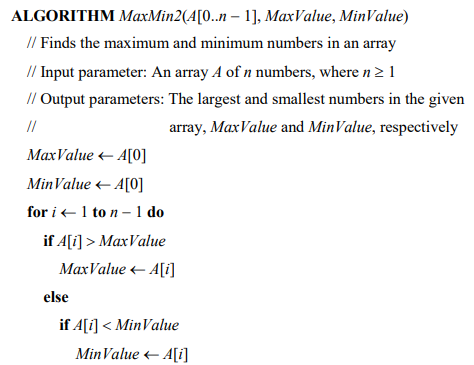 ALGORITHM MaxMin2(A[0..n – 1], MaxValue, MinValue)
// Finds the maximum and minimum numbers in an array
// Input parameter: An array A of n numbers, where n ≥ 1
// Output parameters: The largest and smallest numbers in the given
// array, MaxValue and MinValue, respectively
MaxValue ← A[0]
MinValue ← A[0]
for i ← 1 to n – 1 do
if A[i] > MaxValue
MaxValue ← A[i]
else
if A[i] < MinValue
MinValue ← A[i]